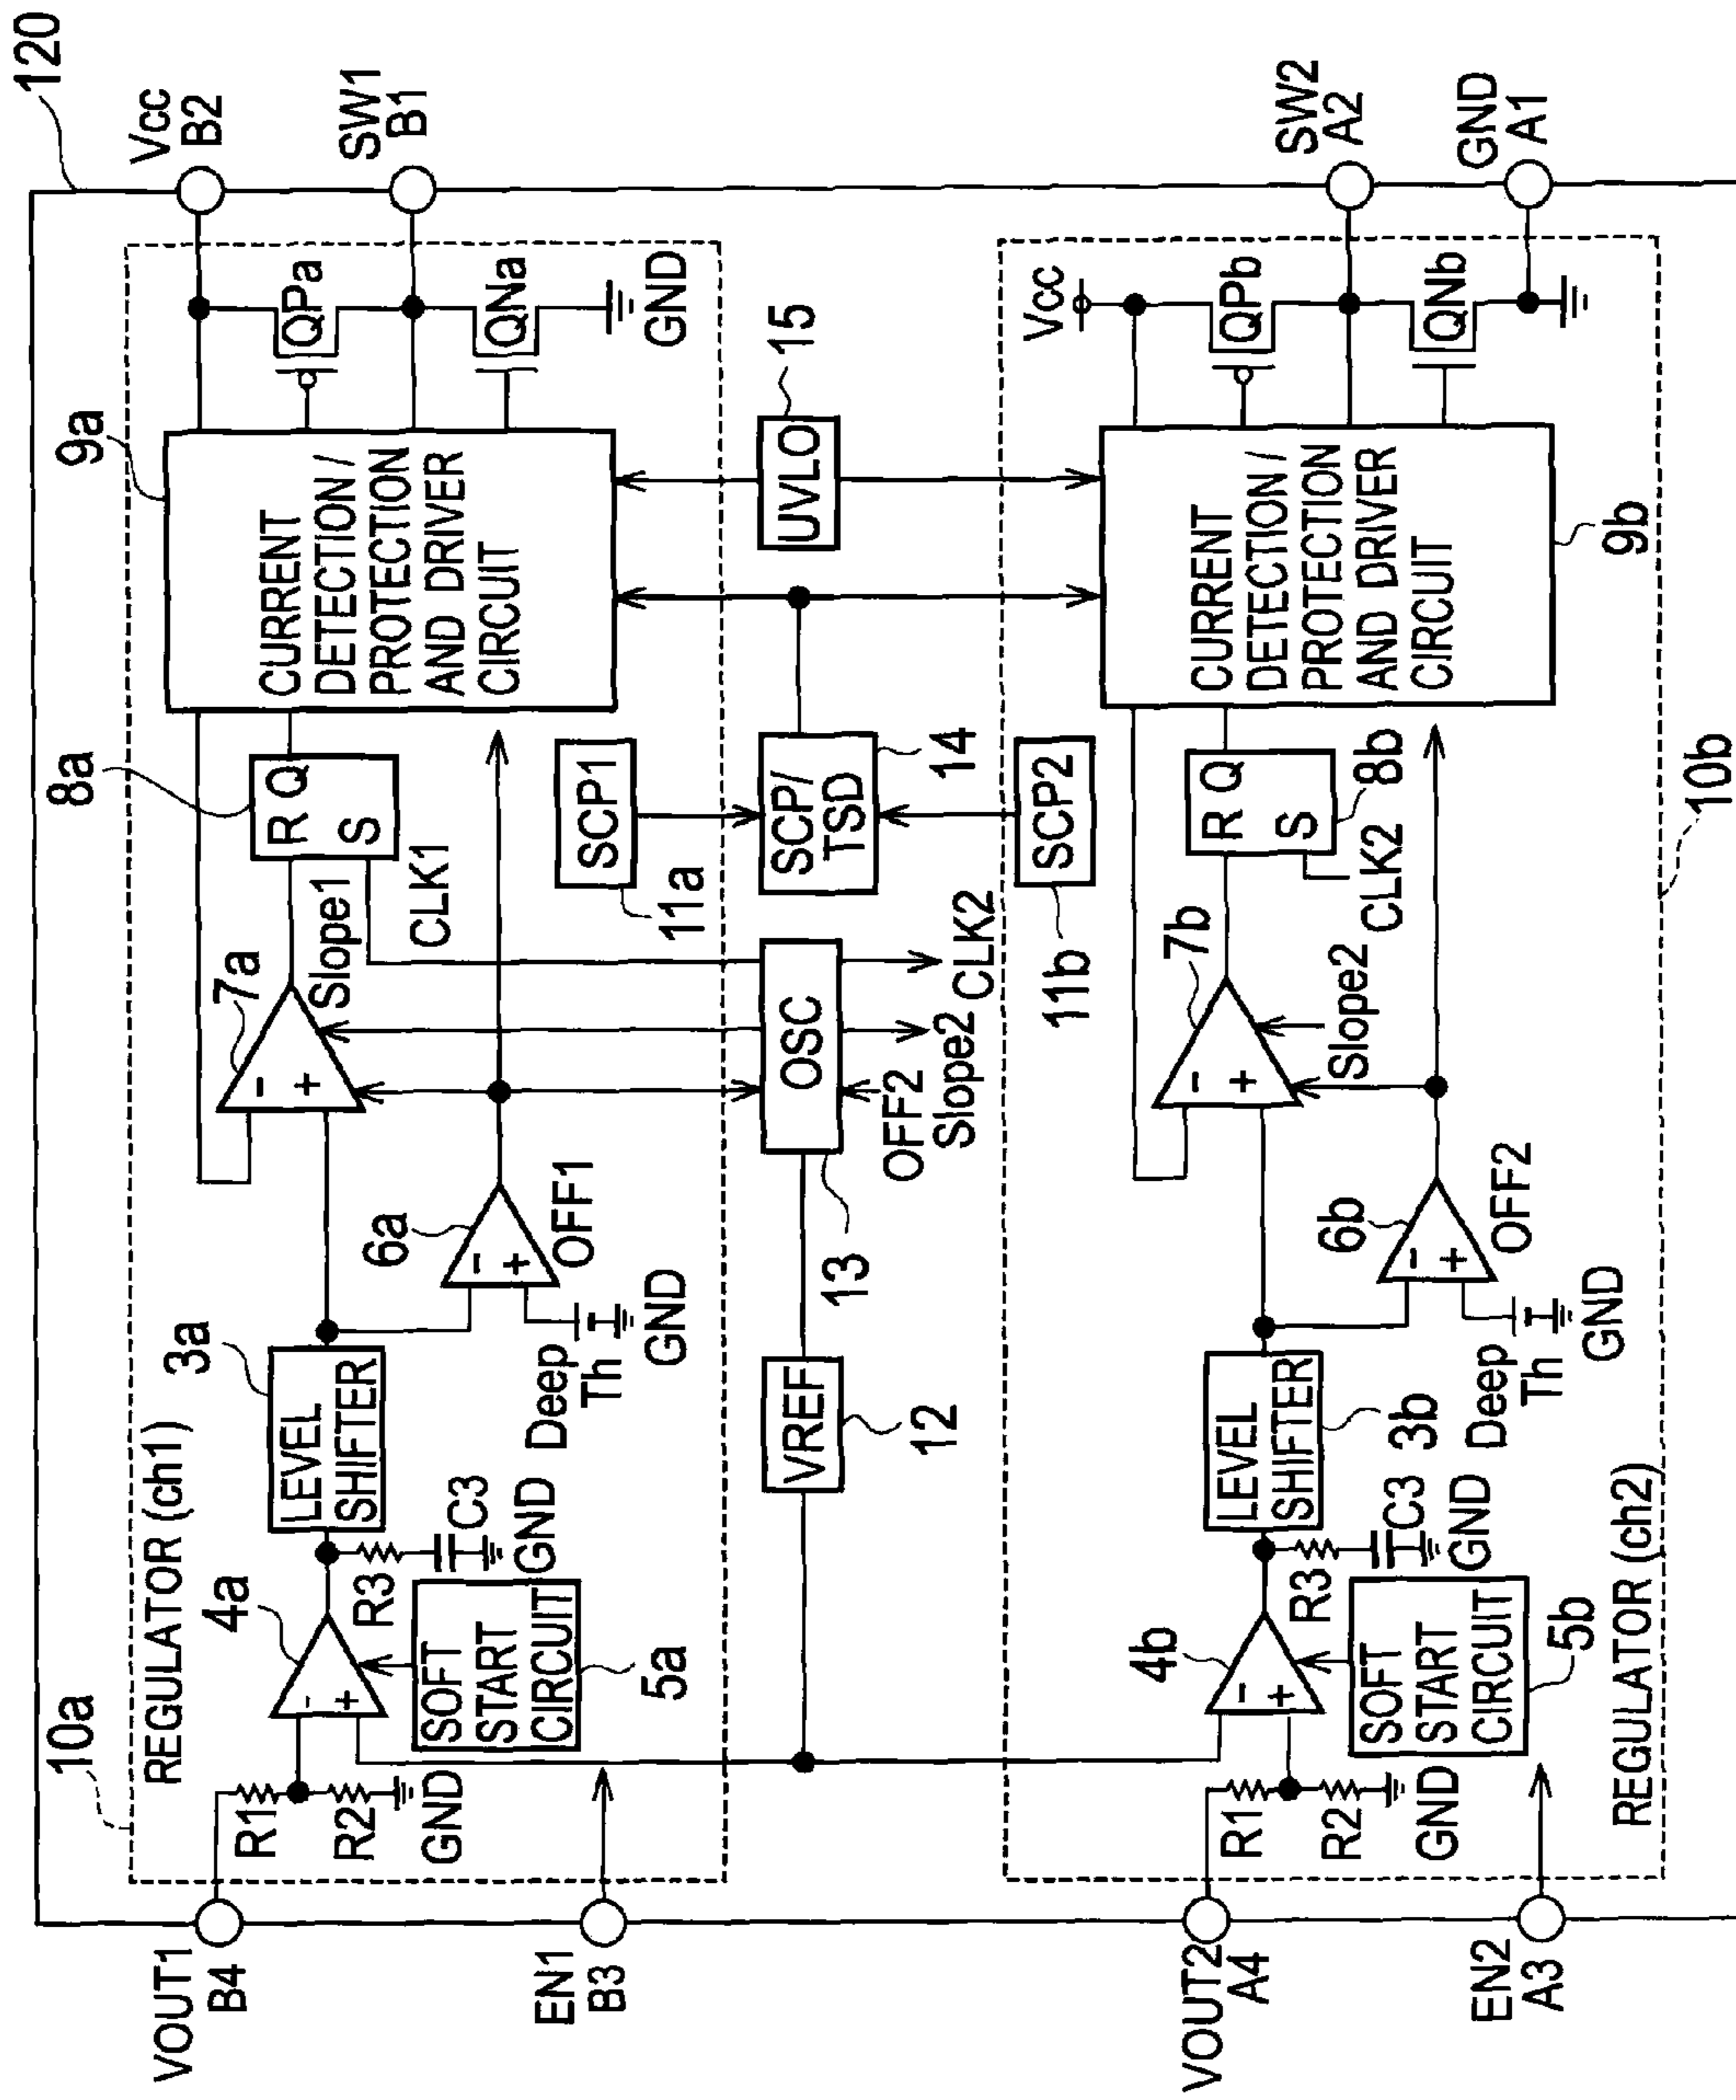 120
Vcc
B2
SW1
B1
SW2
A2
GND
A1
10a
REGULATOR (ch1)
VOUT1
B4
EN1
B3
R1
R2
GND
4a
-
+
SOFT
START
CIRCUIT
5a
R3
C3
GND
LEVEL
SHIFTER
3a
Deep
Th
GND
6a
-
+
OFF1
7a
-
+
Slope1
CLK1
8a
R Q
S
9a
CURRENT
DETECTION /
PROTECTION
AND DRIVER
CIRCUIT
QPa
QNa
GND
SCP1
11a
VREF
12
OSC
13
OFF2
Slope2
CLK2
SCP/
TSD
14
UVLO
15
SCP2
11b
VOUT2
A4
EN2
A3
R1
R2
GND
4b
-
+
SOFT
START
CIRCUIT
5b
R3
C3
GND
LEVEL
SHIFTER
3b
Deep
Th
GND
6b
-
+
OFF2
7b
-
+
Slope2
CLK2
8b
R Q
S
CURRENT
DETECTION /
PROTECTION
AND DRIVER
CIRCUIT
9b
Vcc
QPb
QNb
REGULATOR (ch2)
10b